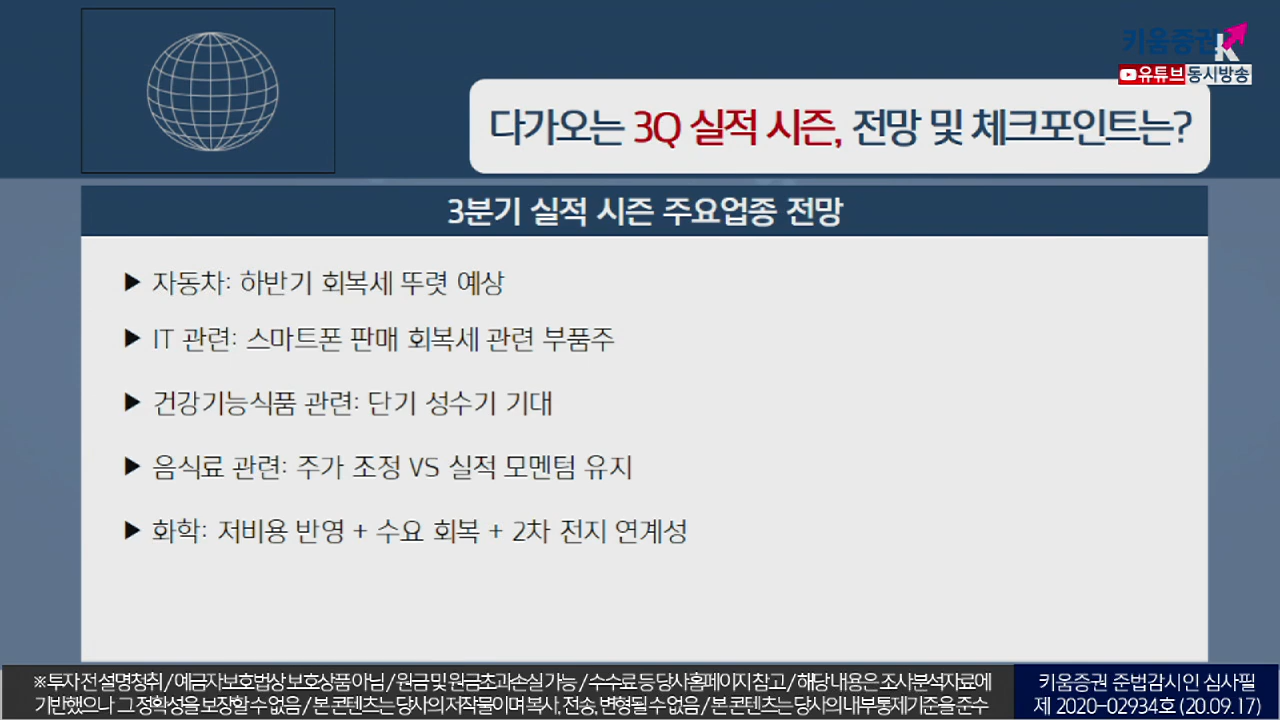 키움증권
유튜브 동시방송
다가오는 3Q 실적 시즌, 전망 및 체크포인트는?
3분기 실적 시즌 주요업종 전망
▶ 자동차: 하반기 회복세 뚜렷 예상
▶ IT 관련: 스마트폰 판매 회복세 관련 부품주
▶ 건강기능식품 관련: 단기 성수기 기대
▶ 음식료 관련: 주가 조정 VS 실적 모멘텀 유지
▶ 화학: 저비용 반영 + 수요 회복 + 2차 전지 연계성
※ 투자 전 설명청취 / 예금자보호법상 보호상품 아님 / 원금 및 원금초과손실 가능 / 수수료 등 당사홈페이지 참고 / 해당 내용은 조사분석자료에
기반했으나 그 정확성을 보장할 수 없음 / 본 콘텐츠는 당사의 저작물이며 복사, 전송, 변형될 수 없음 / 본 콘텐츠는 당사의 내부통제기준을 준수
키움증권 준법감시인 심사필
제 2020-02934호 (20.09.17)